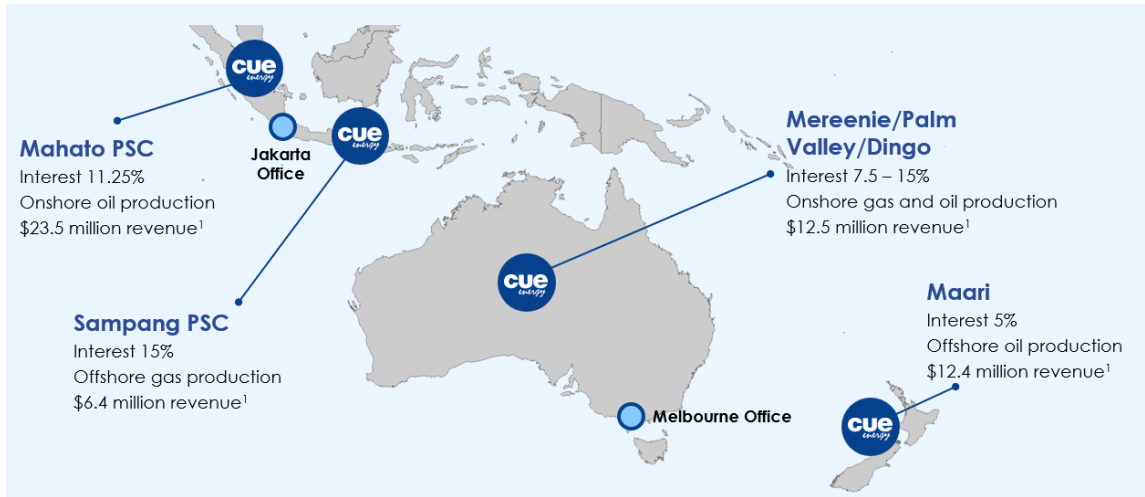 cue
energy
Mahato PSC
Interest 11.25%
Onshore oil production
$23.5 million revenue¹
Jakarta
Office
cue
energy
Sampang PSC
Interest 15%
Offshore gas production
$6.4 million revenue¹
Mereenie/Palm
Valley/Dingo
Interest 7.5 – 15%
Onshore gas and oil production
$12.5 million revenue¹
cue
energy
Melbourne Office
Maari
Interest 5%
Offshore oil production
$12.4 million revenue¹
cue
energy